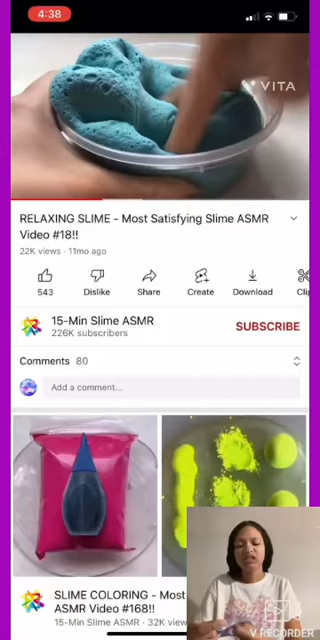 4:38
VITA
RELAXING SLIME - Most Satisfying Slime ASMR
Video #18!!
22K views · 11mo ago
543
Dislike
Share
Create
Download
Clip
15-Min Slime ASMR
226K subscribers
SUBSCRIBE
Comments 80
Add a comment...
SLIME COLORING - Most
ASMR Video #168!!
15-Min Slime ASMR · 32K view
V RECORDER